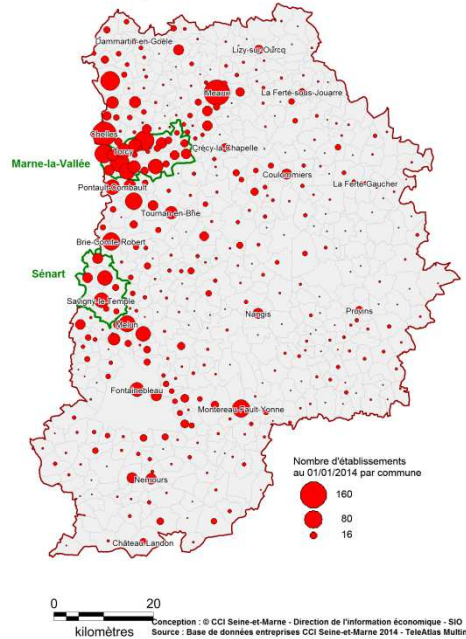 Dammartin-en-Goële
Lizy-su-Ourcq
Meaux
La Ferté-sous-Jouarre
Chelles
Torcy
Crécy-la-Chapelle
Marne-la-Vallée
Coulommiers
Pontault-Combault
La Ferté Gaucher
Tournan-en-Brie
Brie-Comte-Robert
Sénart
Savigny-le-Temple
Nangis
Provins
Melun
Fontainebleau
Montereau-Fault-Yonne
Nombre d'établissements
au 01/01/2014 par commune
160
80
16
Nemours
Château Landon
0 20
kilomètres
Conception : © CCI Seine-et-Marne - Direction de l'information économique - SIO
Source : Base de données entreprises CCI Seine-et-Marne 2014 - TeleAtlas Multin